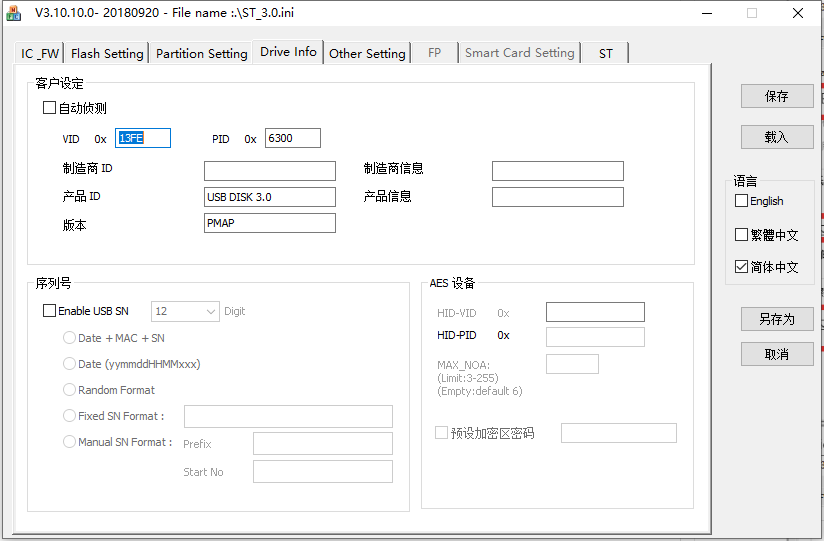 V3.10.10.0- 20180920 - File name :.\ST_3.0.ini
IC _FW Flash Setting Partition Setting Drive Info Other Setting FP Smart Card Setting ST
客户设定
自动侦测
VID 0x 13FE PID 0x 6300
制造商 ID 制造商信息
产品 ID USB DISK 3.0 产品信息
版本 PMAP
序列号
Enable USB SN 12 Digit
Date + MAC + SN
Date (yymmddHHMMxxx)
Random Format
Fixed SN Format :
Manual SN Format : Prefix
Start No
AES 设备
HID-VID 0x
HID-PID 0x
MAX_NOA:
(Limit:3-255)
(Empty:default 6)
预设加密区密码
保存
载入
语言
English
繁體中文
简体中文
另存为
取消